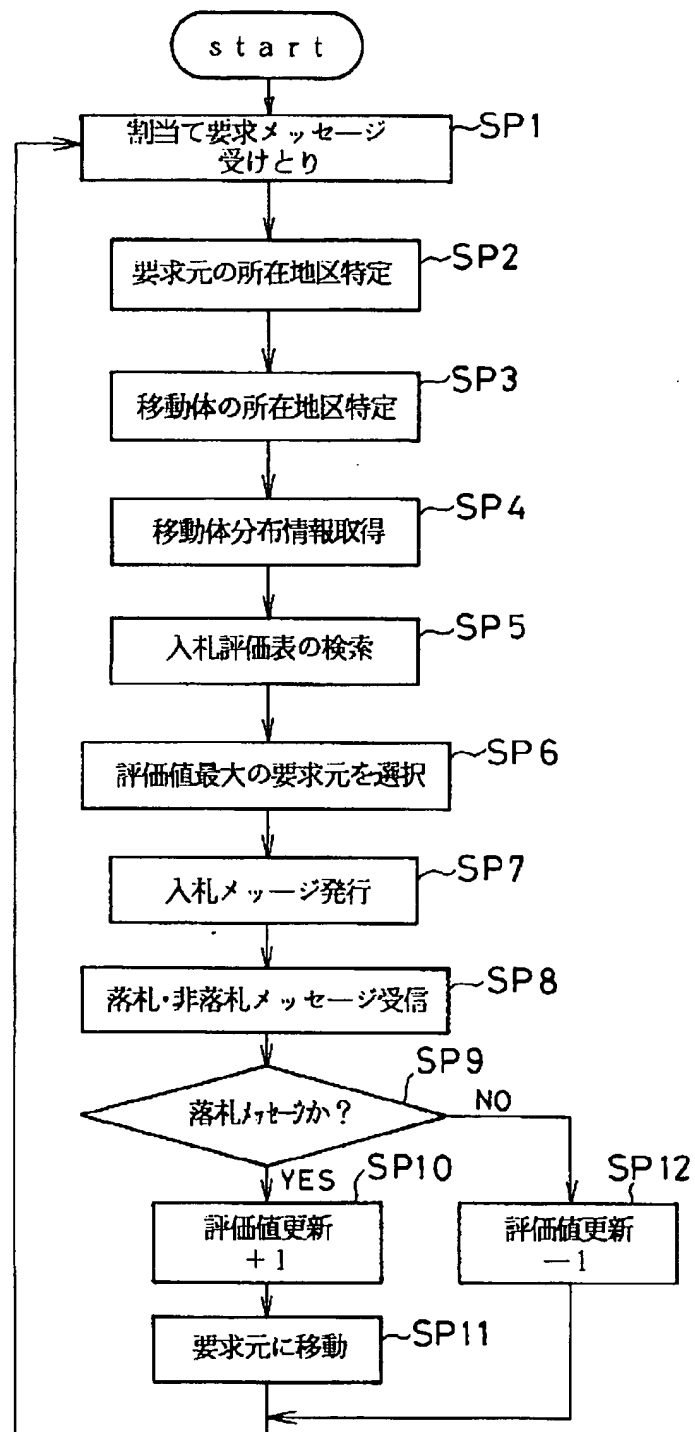 start
割当て要求メッセージ
受けとり
SP1
要求元の所在地区特定
SP2
移動体の所在地区特定
SP3
移動体分布情報取得
SP4
入札評価表の検索
SP5
評価値最大の要求元を選択
SP6
入札メッージ発行
SP7
落札・非落札メッセージ受信
SP8
落札メッセージか?
SP9
NO
YES
評価値更新
+1
SP10
評価値更新
-1
SP12
要求元に移動
SP11